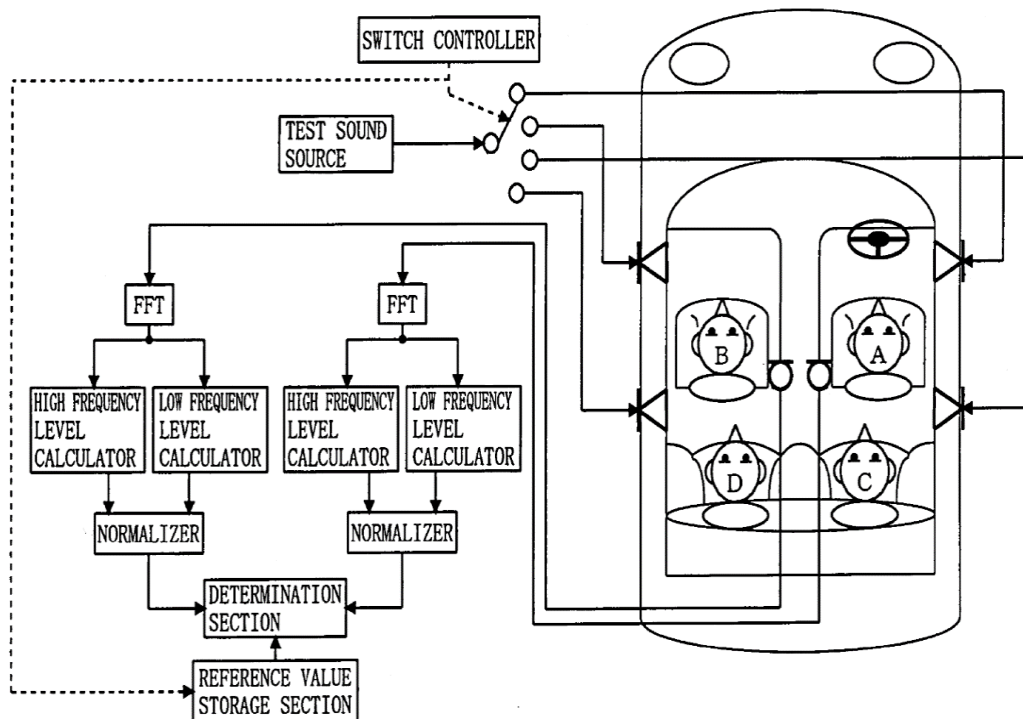 SWITCH CONTROLLER
TEST SOUND
SOURCE
FFT
FFT
HIGH FREQUENCY
LEVEL
CALCULATOR
LOW FREQUENCY
LEVEL
CALCULATOR
HIGH FREQUENCY
LEVEL
CALCULATOR
LOW FREQUENCY
LEVEL
CALCULATOR
B
A
D
C
NORMALIZER
NORMALIZER
DETERMINATION
SECTION
REFERENCE VALUE
STORAGE SECTION